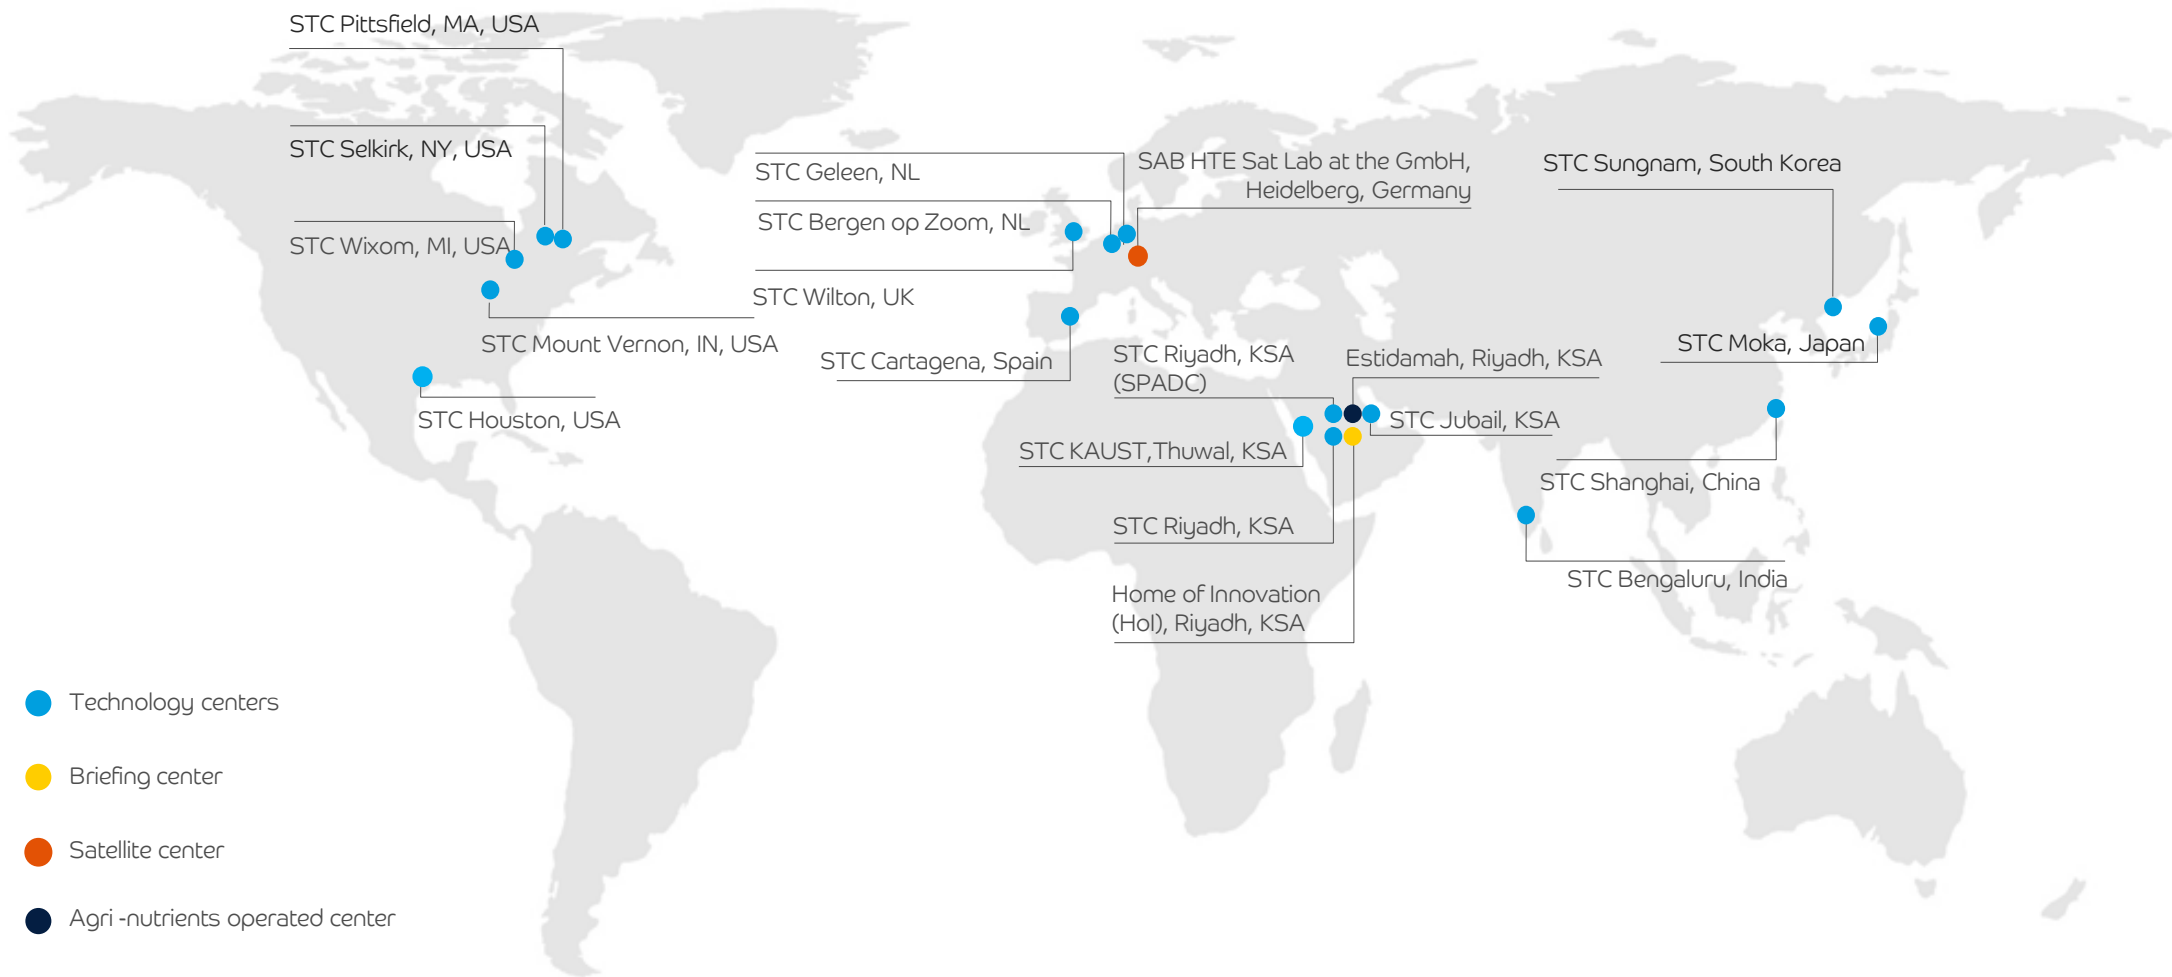 STC Pittsfield, MA, USA
STC Selkirk, NY, USA
STC Wixom, MI, USA
STC Mount Vernon, IN, USA
STC Houston, USA
STC Geleen, NL
STC Bergen op Zoom, NL
STC Wilton, UK
STC Cartagena, Spain
SAB HTE Sat Lab at the GmbH,
Heidelberg, Germany
STC Riyadh, KSA
(SPADC)
Estidamah, Riyadh, KSA
STC Jubail, KSA
STC KAUST,Thuwal, KSA
STC Riyadh, KSA
Home of Innovation
(HoI), Riyadh, KSA
STC Sungnam, South Korea
STC Moka, Japan
STC Shanghai, China
STC Bengaluru, India
Technology centers
Briefing center
Satellite center
Agri -nutrients operated center